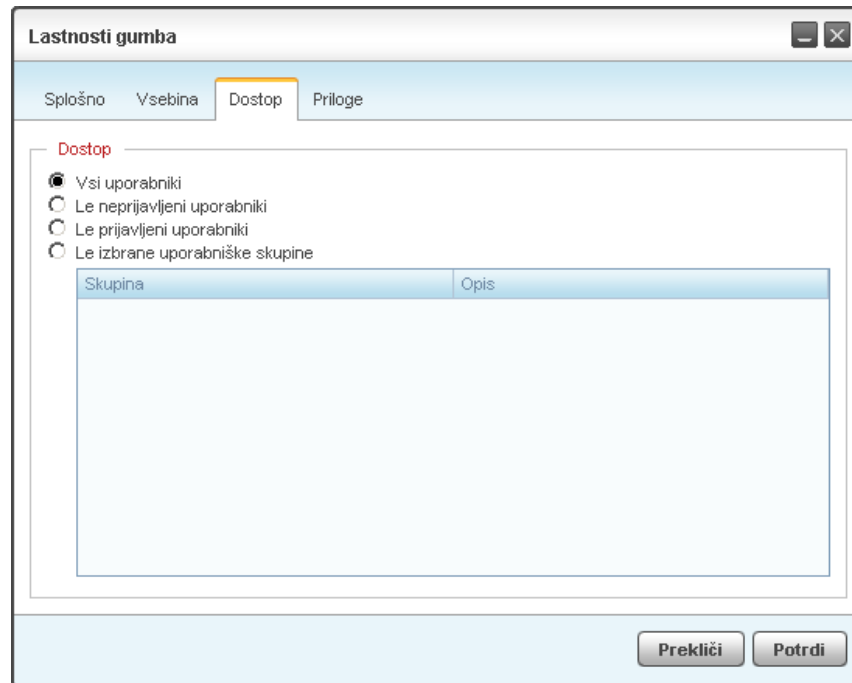 Lastnosti gumba
Splošno Vsebina Dostop Priloge
Dostop
Vsi uporabniki
Le neprijavljeni uporabniki
Le prijavljeni uporabniki
Le izbrane uporabniške skupine
Skupina Opis
Prekliči Potrdi